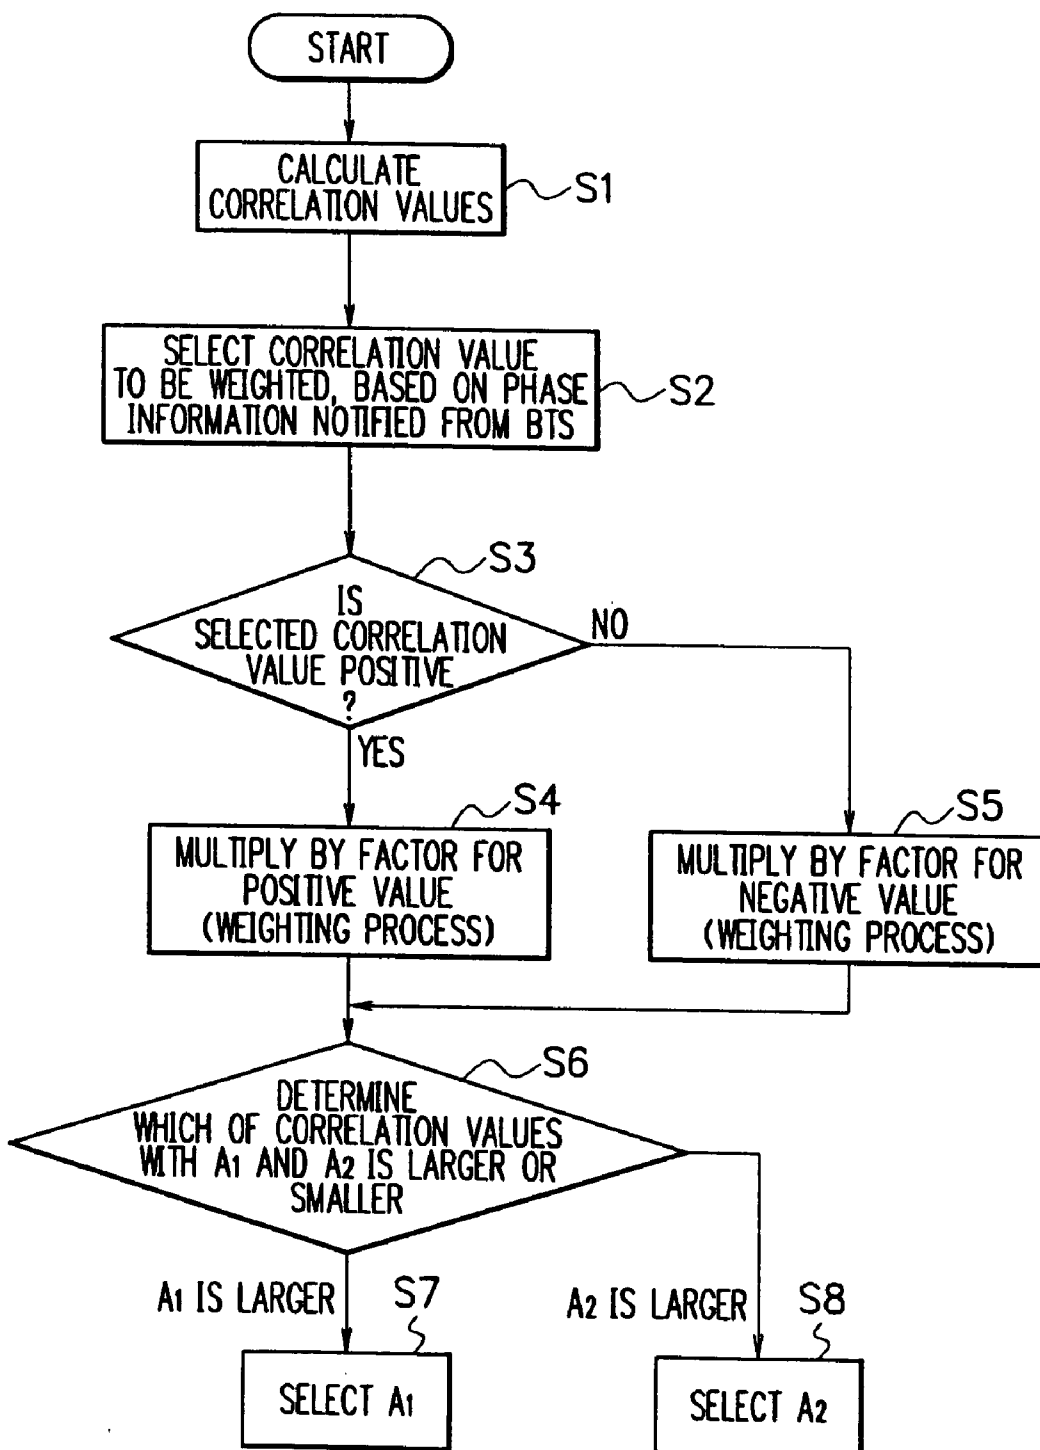 START
CALCULATE
CORRELATION VALUES
S1
SELECT CORRELATION VALUE
TO BE WEIGHTED, BASED ON PHASE
INFORMATION NOTIFIED FROM BTS
S2
S3
IS
SELECTED CORRELATION
VALUE POSITIVE
?
NO
YES
S4
MULTIPLY BY FACTOR FOR
POSITIVE VALUE
(WEIGHTING PROCESS)
S5
MULTIPLY BY FACTOR FOR
NEGATIVE VALUE
(WEIGHTING PROCESS)
S6
DETERMINE
WHICH OF CORRELATION VALUES
WITH A1 AND A2 IS LARGER OR
SMALLER
A1 IS LARGER
S7
A2 IS LARGER
S8
SELECT A1
SELECT A2